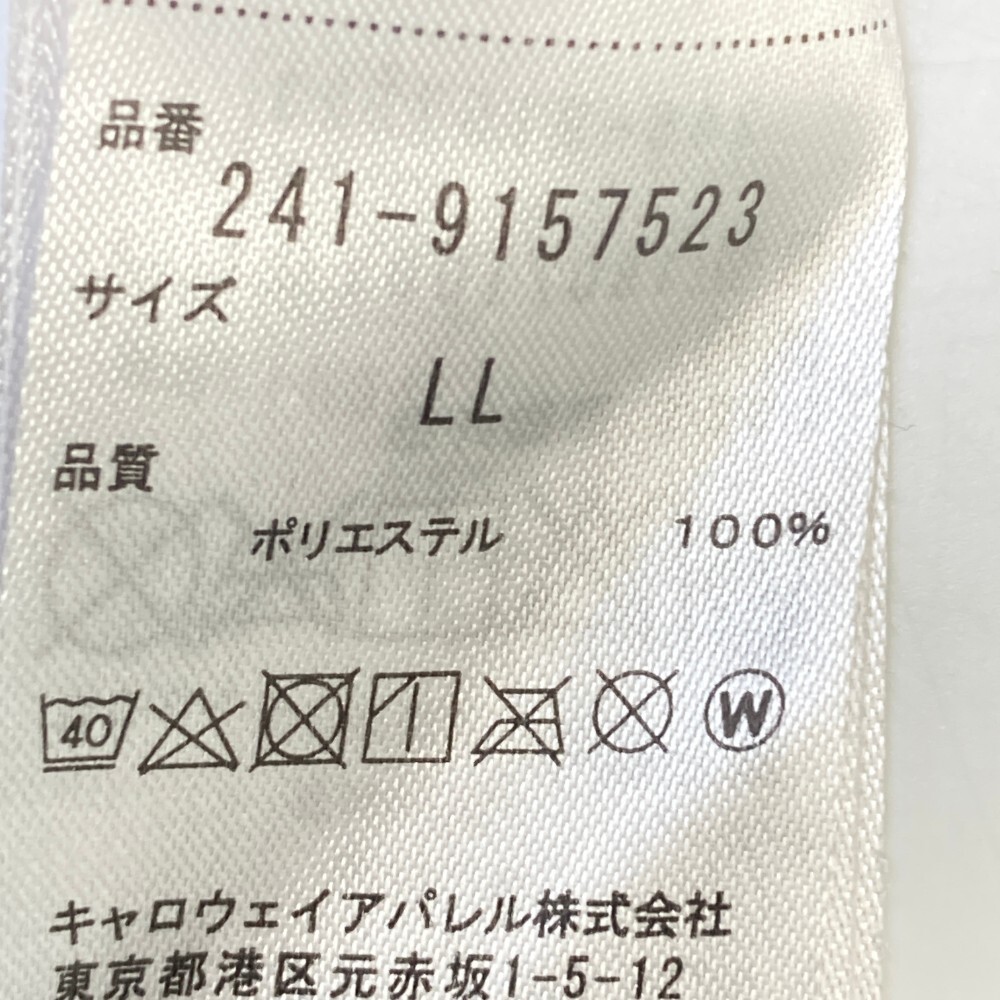 品番
241-9157523
サイズ
LL
品質
ポリエステル 100%
40 W
キャロウェイアパレル株式会社
東京都港区元赤坂1-5-12